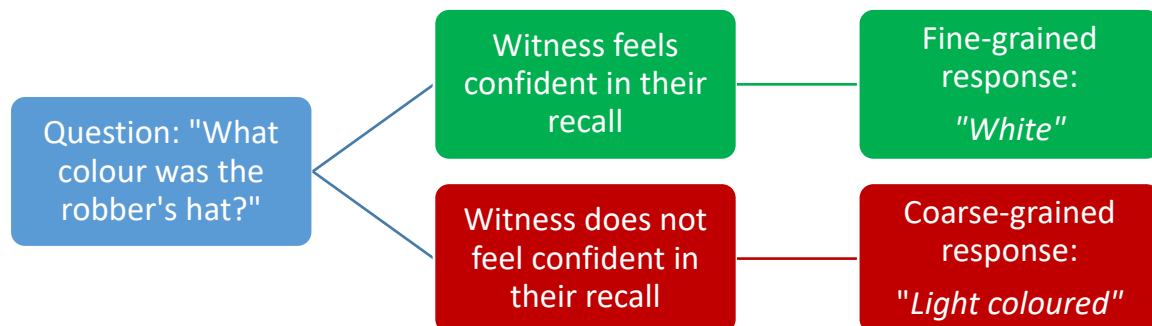 Question: "What
colour was the
robber's hat?"
Witness feels
confident in their
recall
Fine-grained
response:
"White"
Witness does not
feel confident in
their recall
Coarse-grained
response:
"Light coloured"